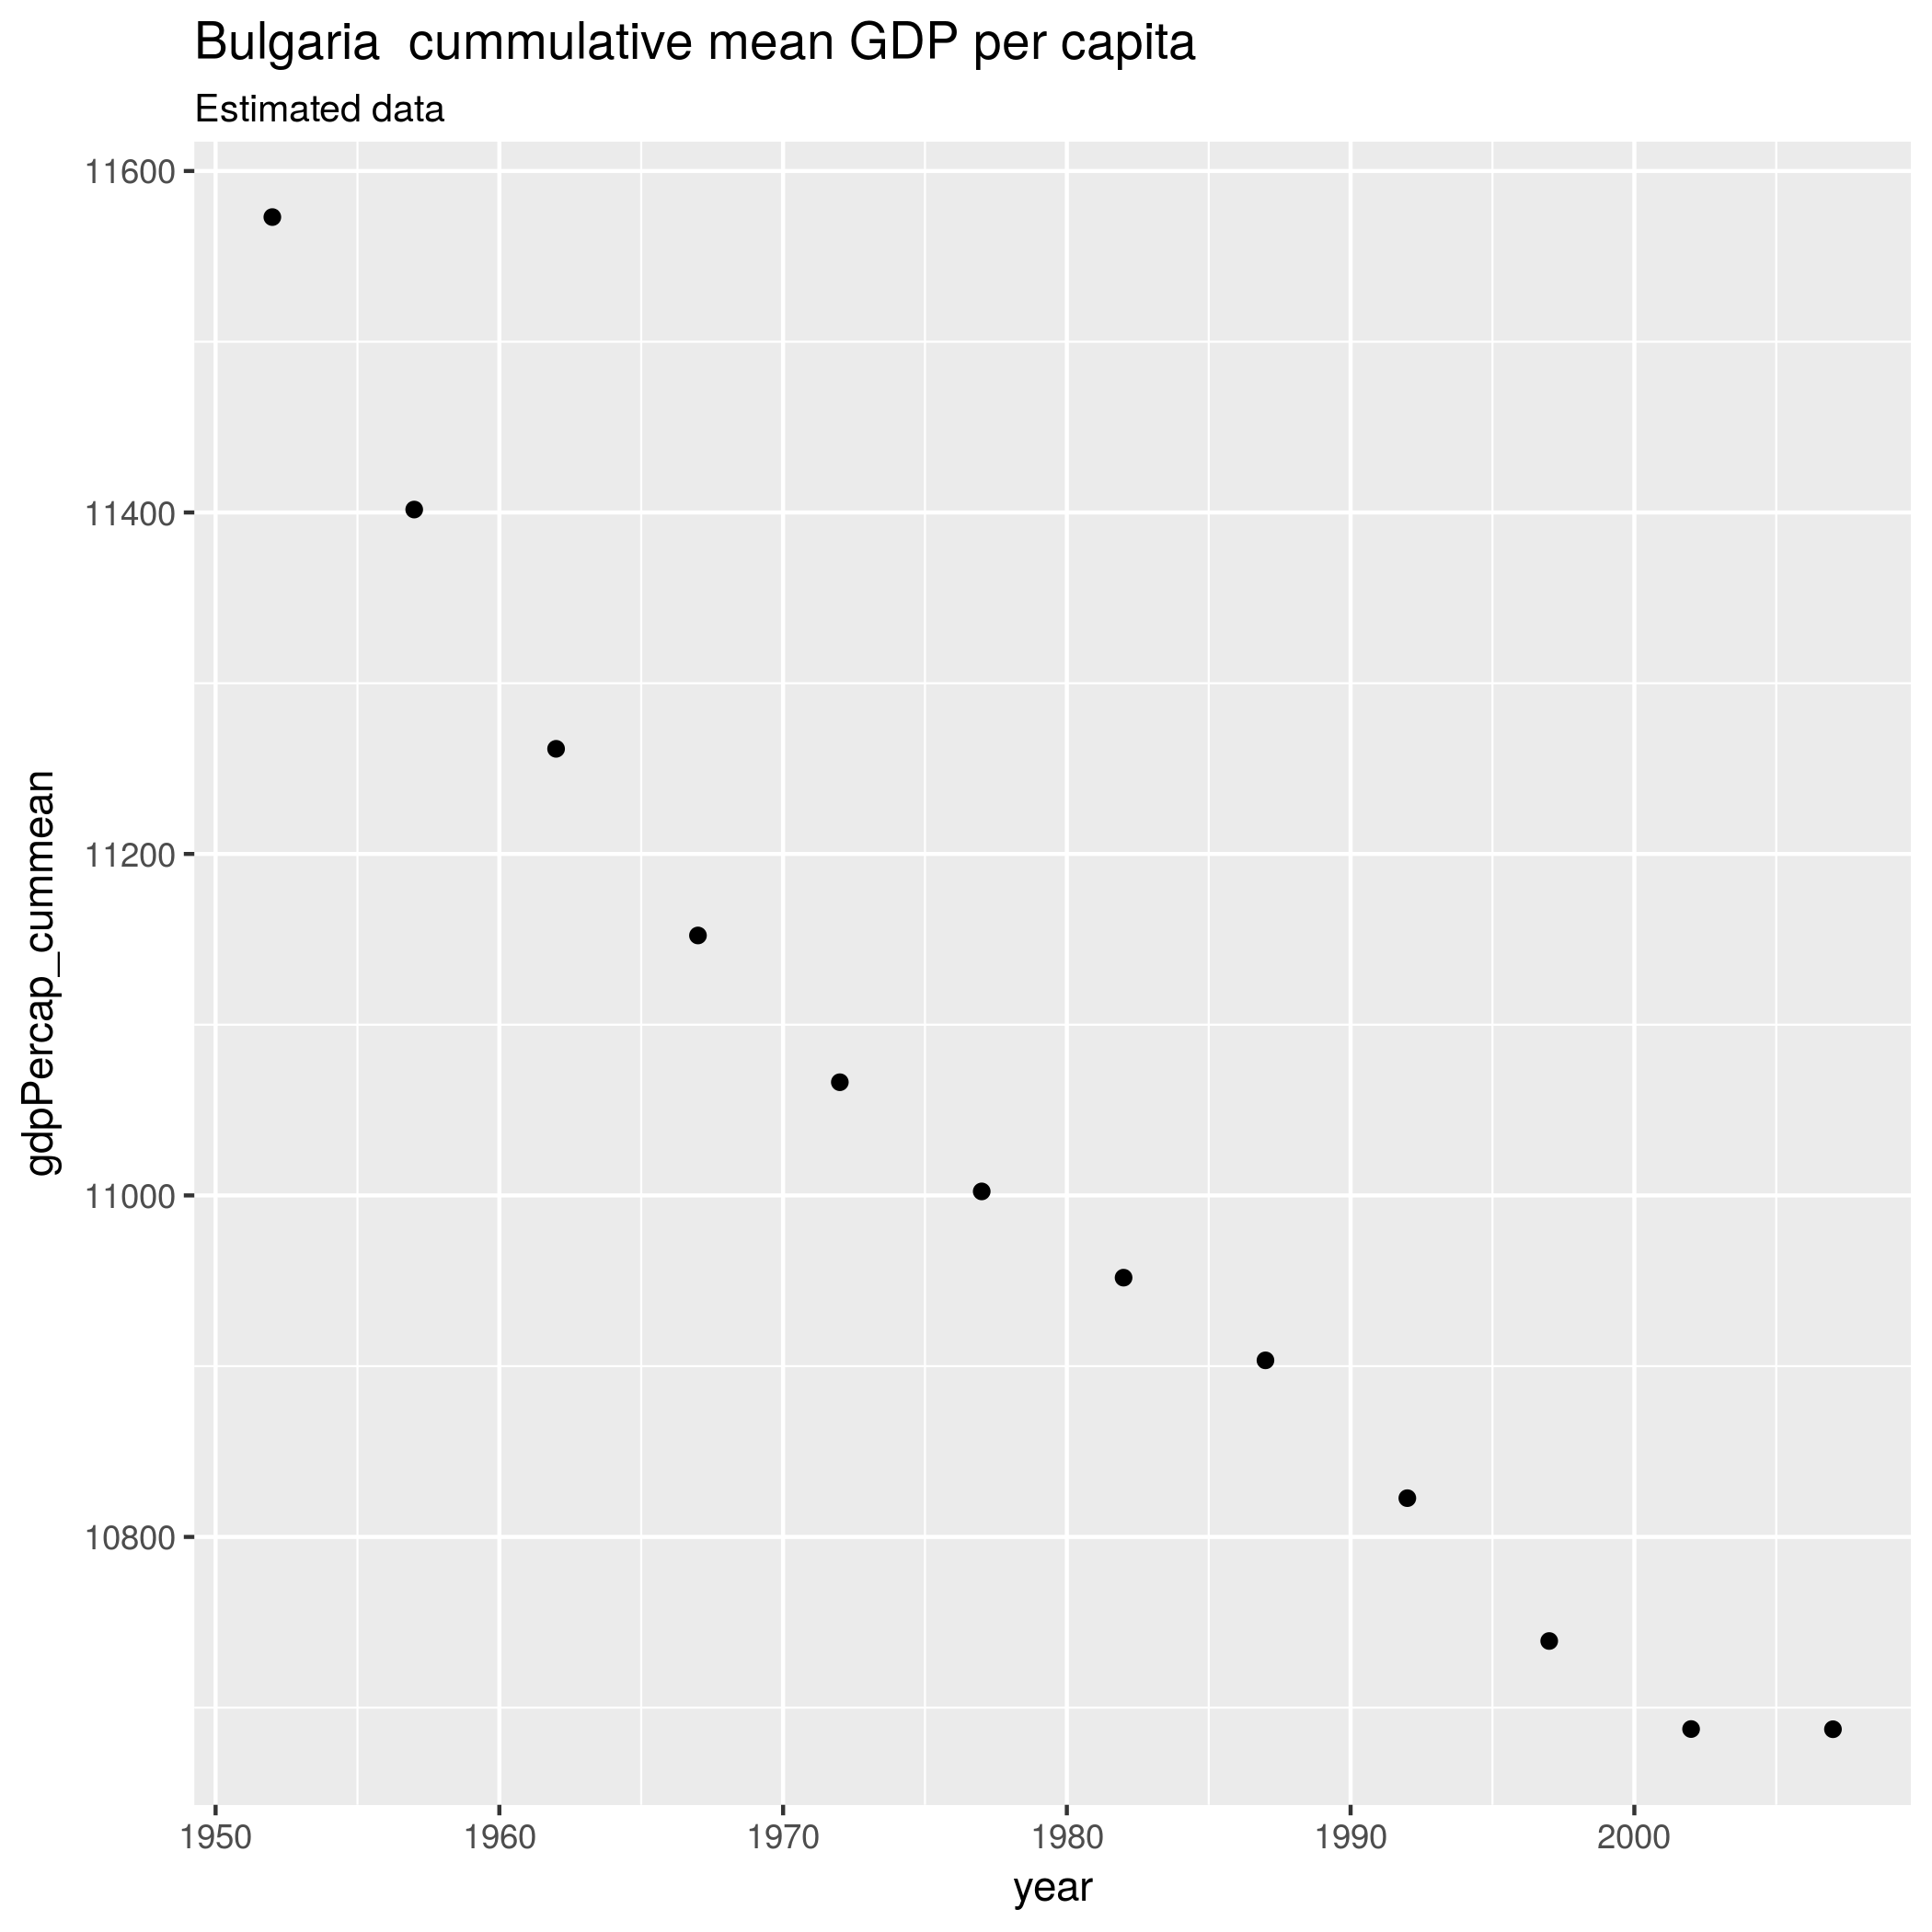 Bulgaria  cummulative mean GDP per capita
Estimated data
11600
11400
11200
11000
10800
gdpPercap_cummean
1950 1960 1970 1980 1990 2000
year